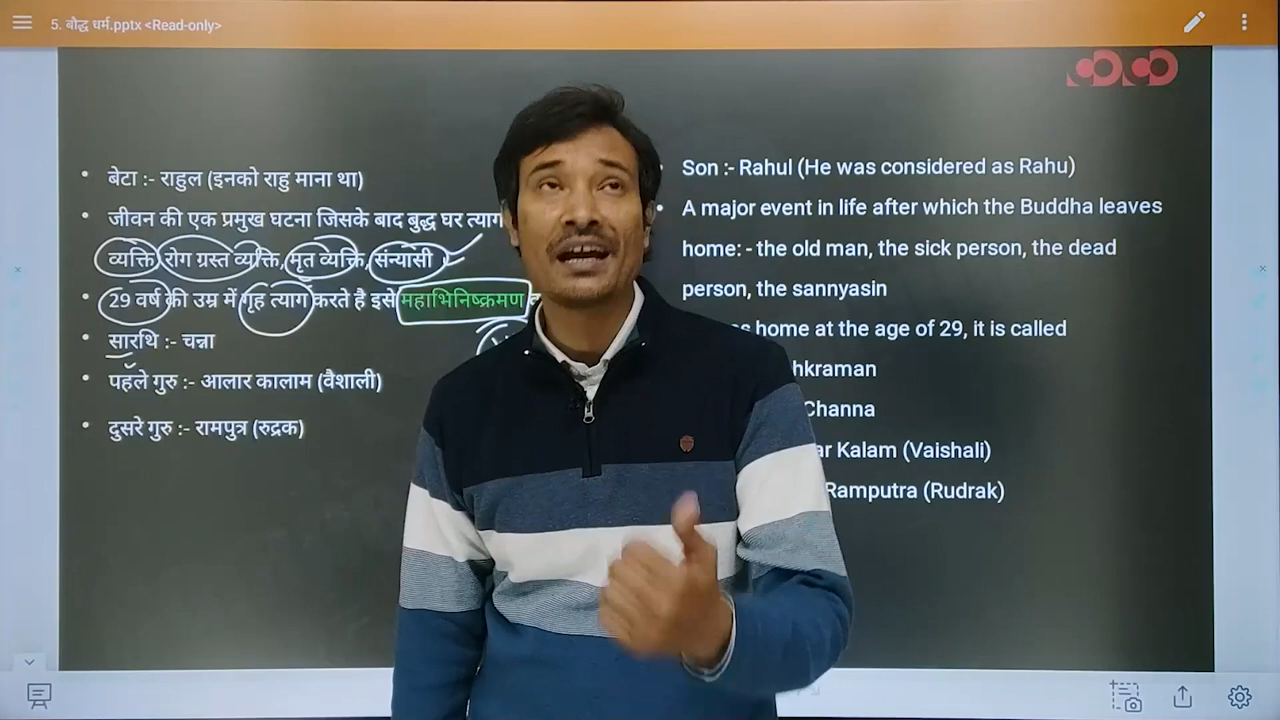 5. बौद्ध धर्म.pptx <Read-only>
बेटा :- राहुल (इनको राहु माना था)
जीवन की एक प्रमुख घटना जिसके बाद बुद्ध घर त्याग
व्यक्ति रोग ग्रस्त व्यक्ति, मृत व्यक्ति, संन्यासी
29 वर्ष की उम्र में गृह त्याग करते है इसे महाभिनिष्क्रमण
सारथि :- चन्ना
पहले गुरु :- आलार कालाम (वैशाली)
दुसरे गुरु :- रामपुत्र (रुद्रक)
Son :- Rahul (He was considered as Rahu)
A major event in life after which the Buddha leaves
home: - the old man, the sick person, the dead
person, the sannyasin
home at the age of 29, it is called
hkraman
Channa
ar Kalam (Vaishali)
Ramputra (Rudrak)